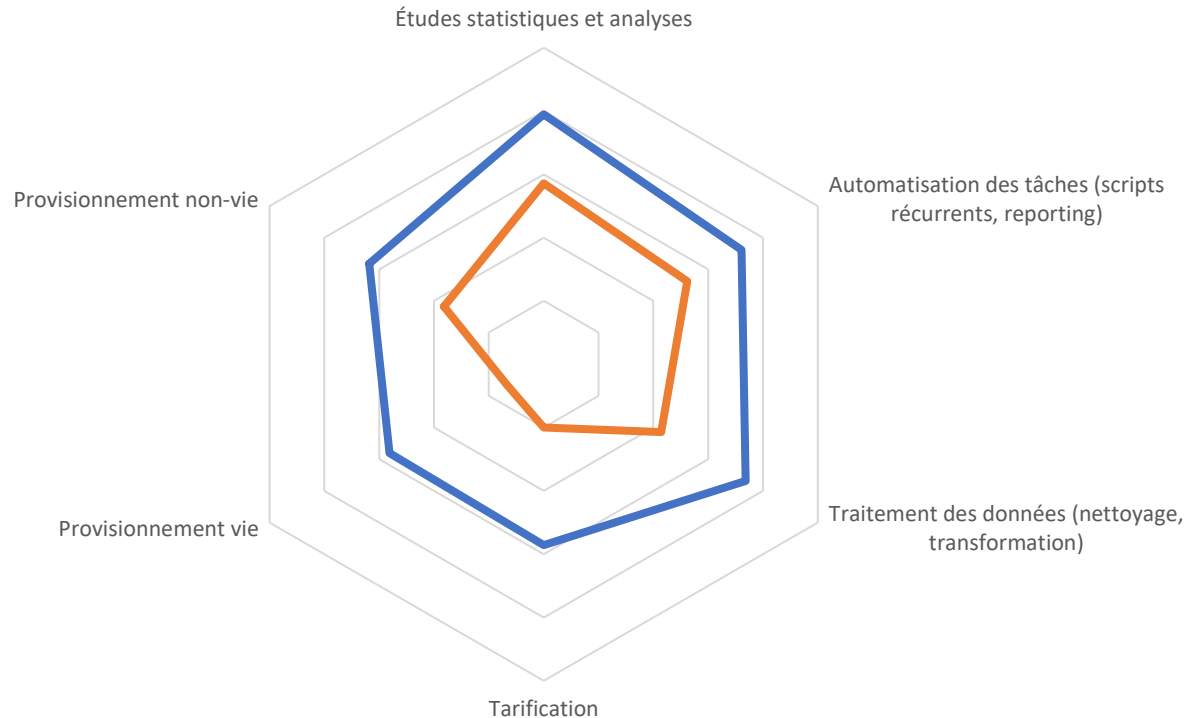 Études statistiques et analyses
Automatisation des tâches (scripts
récurrents, reporting)
Provisionnement non-vie
Traitement des données (nettoyage,
transformation)
Provisionnement vie
Tarification